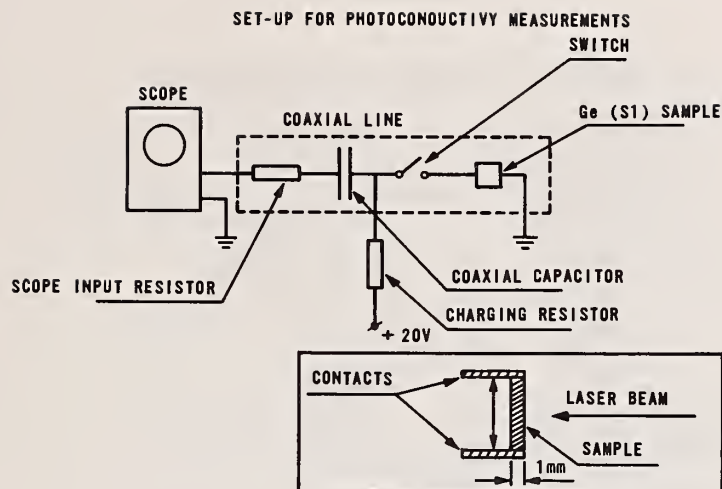 SET-UP FOR PHOTOCONDUCTIVY MEASUREMENTS
SWITCH
SCOPE
COAXIAL LINE
Ge (S1) SAMPLE
SCOPE INPUT RESISTOR
COAXIAL CAPACITOR
CHARGING RESISTOR
+ 20V
CONTACTS
LASER BEAM
SAMPLE
1mm